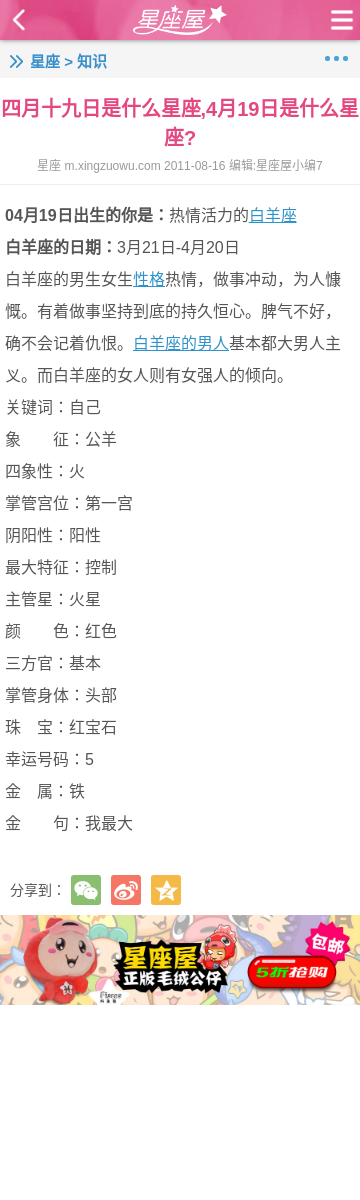 星座屋
星座 > 知识
四月十九日是什么星座,4月19日是什么星
座?
星座 m.xingzuowu.com 2011-08-16 编辑:星座屋小编7
04月19日出生的你是：热情活力的白羊座
白羊座的日期：3月21日-4月20日
白羊座的男生女生性格热情，做事冲动，为人慷
慨。有着做事坚持到底的持久恒心。脾气不好，
确不会记着仇恨。白羊座的男人基本都大男人主
义。而白羊座的女人则有女强人的倾向。
关键词：自己
象　　征：公羊
四象性：火
掌管宫位：第一宫
阴阳性：阳性
最大特征：控制
主管星：火星
颜　　色：红色
三方官：基本
掌管身体：头部
珠　宝：红宝石
幸运号码：5
金　属：铁
金　　句：我最大
分享到：
星座屋
正版毛绒公仔
包邮
5折抢购